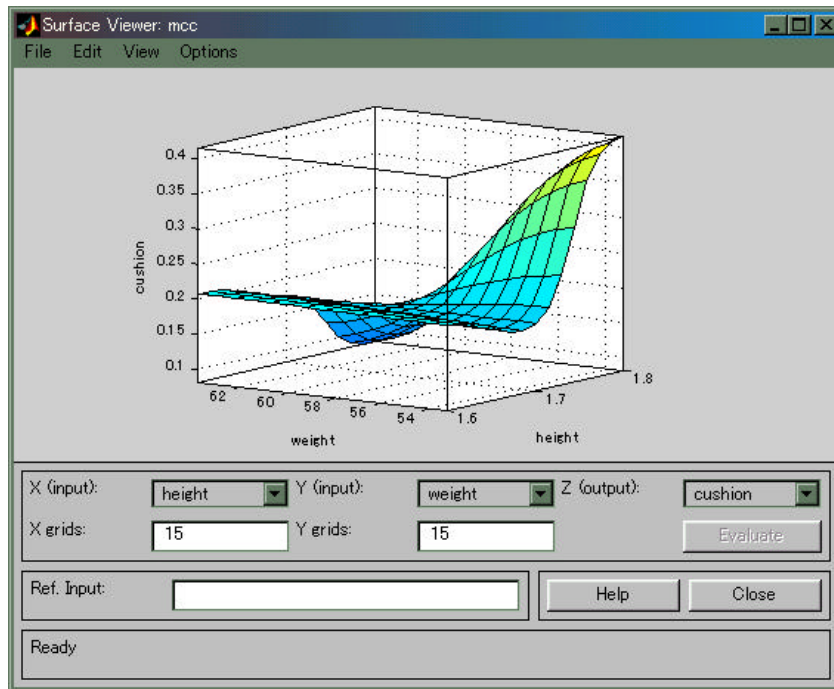 Surface Viewer: mcc
File Edit View Options
0.4
0.35
0.3
0.25
0.2
0.15
0.1
cushion
62 60 58 56 54
weight
1.6 1.7 1.8
height
X (input): height Y (input): weight Z (output): cushion
X grids: 15 Y grids: 15 Evaluate
Ref. Input: Help Close
Ready